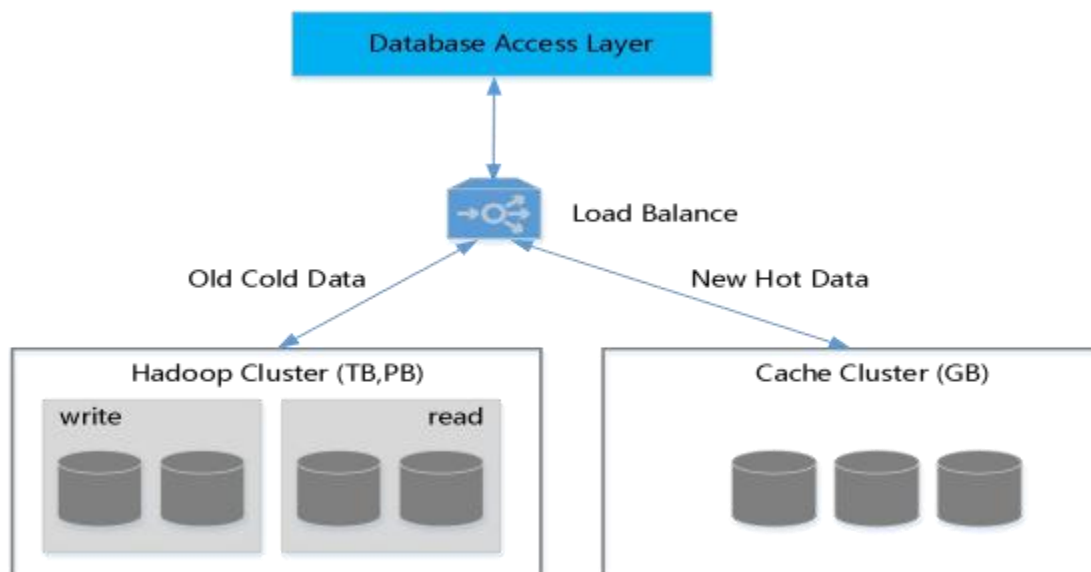 Database Access Layer
Load Balance
Old Cold Data
New Hot Data
Hadoop Cluster (TB,PB)
write
read
Cache Cluster (GB)